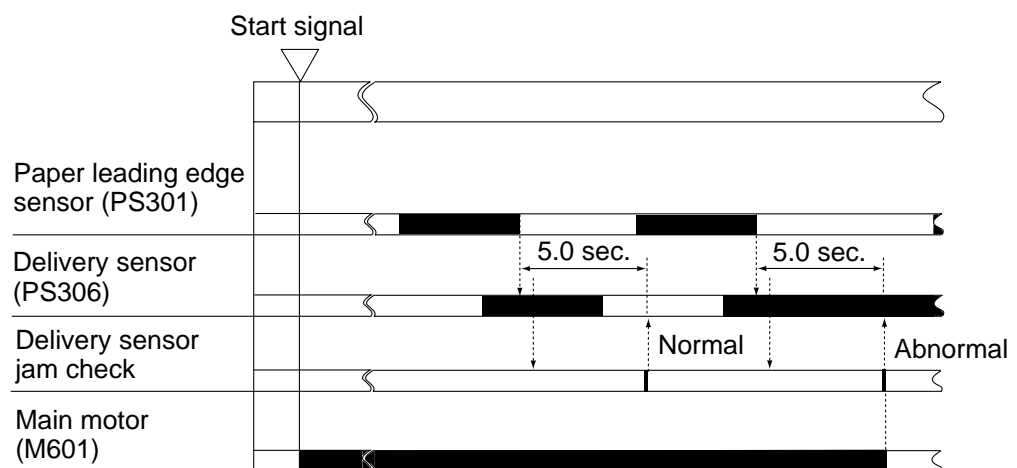 Start signal
Paper leading edge
sensor (PS301)
Delivery sensor
(PS306)
5.0 sec.
5.0 sec.
Delivery sensor
jam check
Normal
Abnormal
Main motor
(M601)